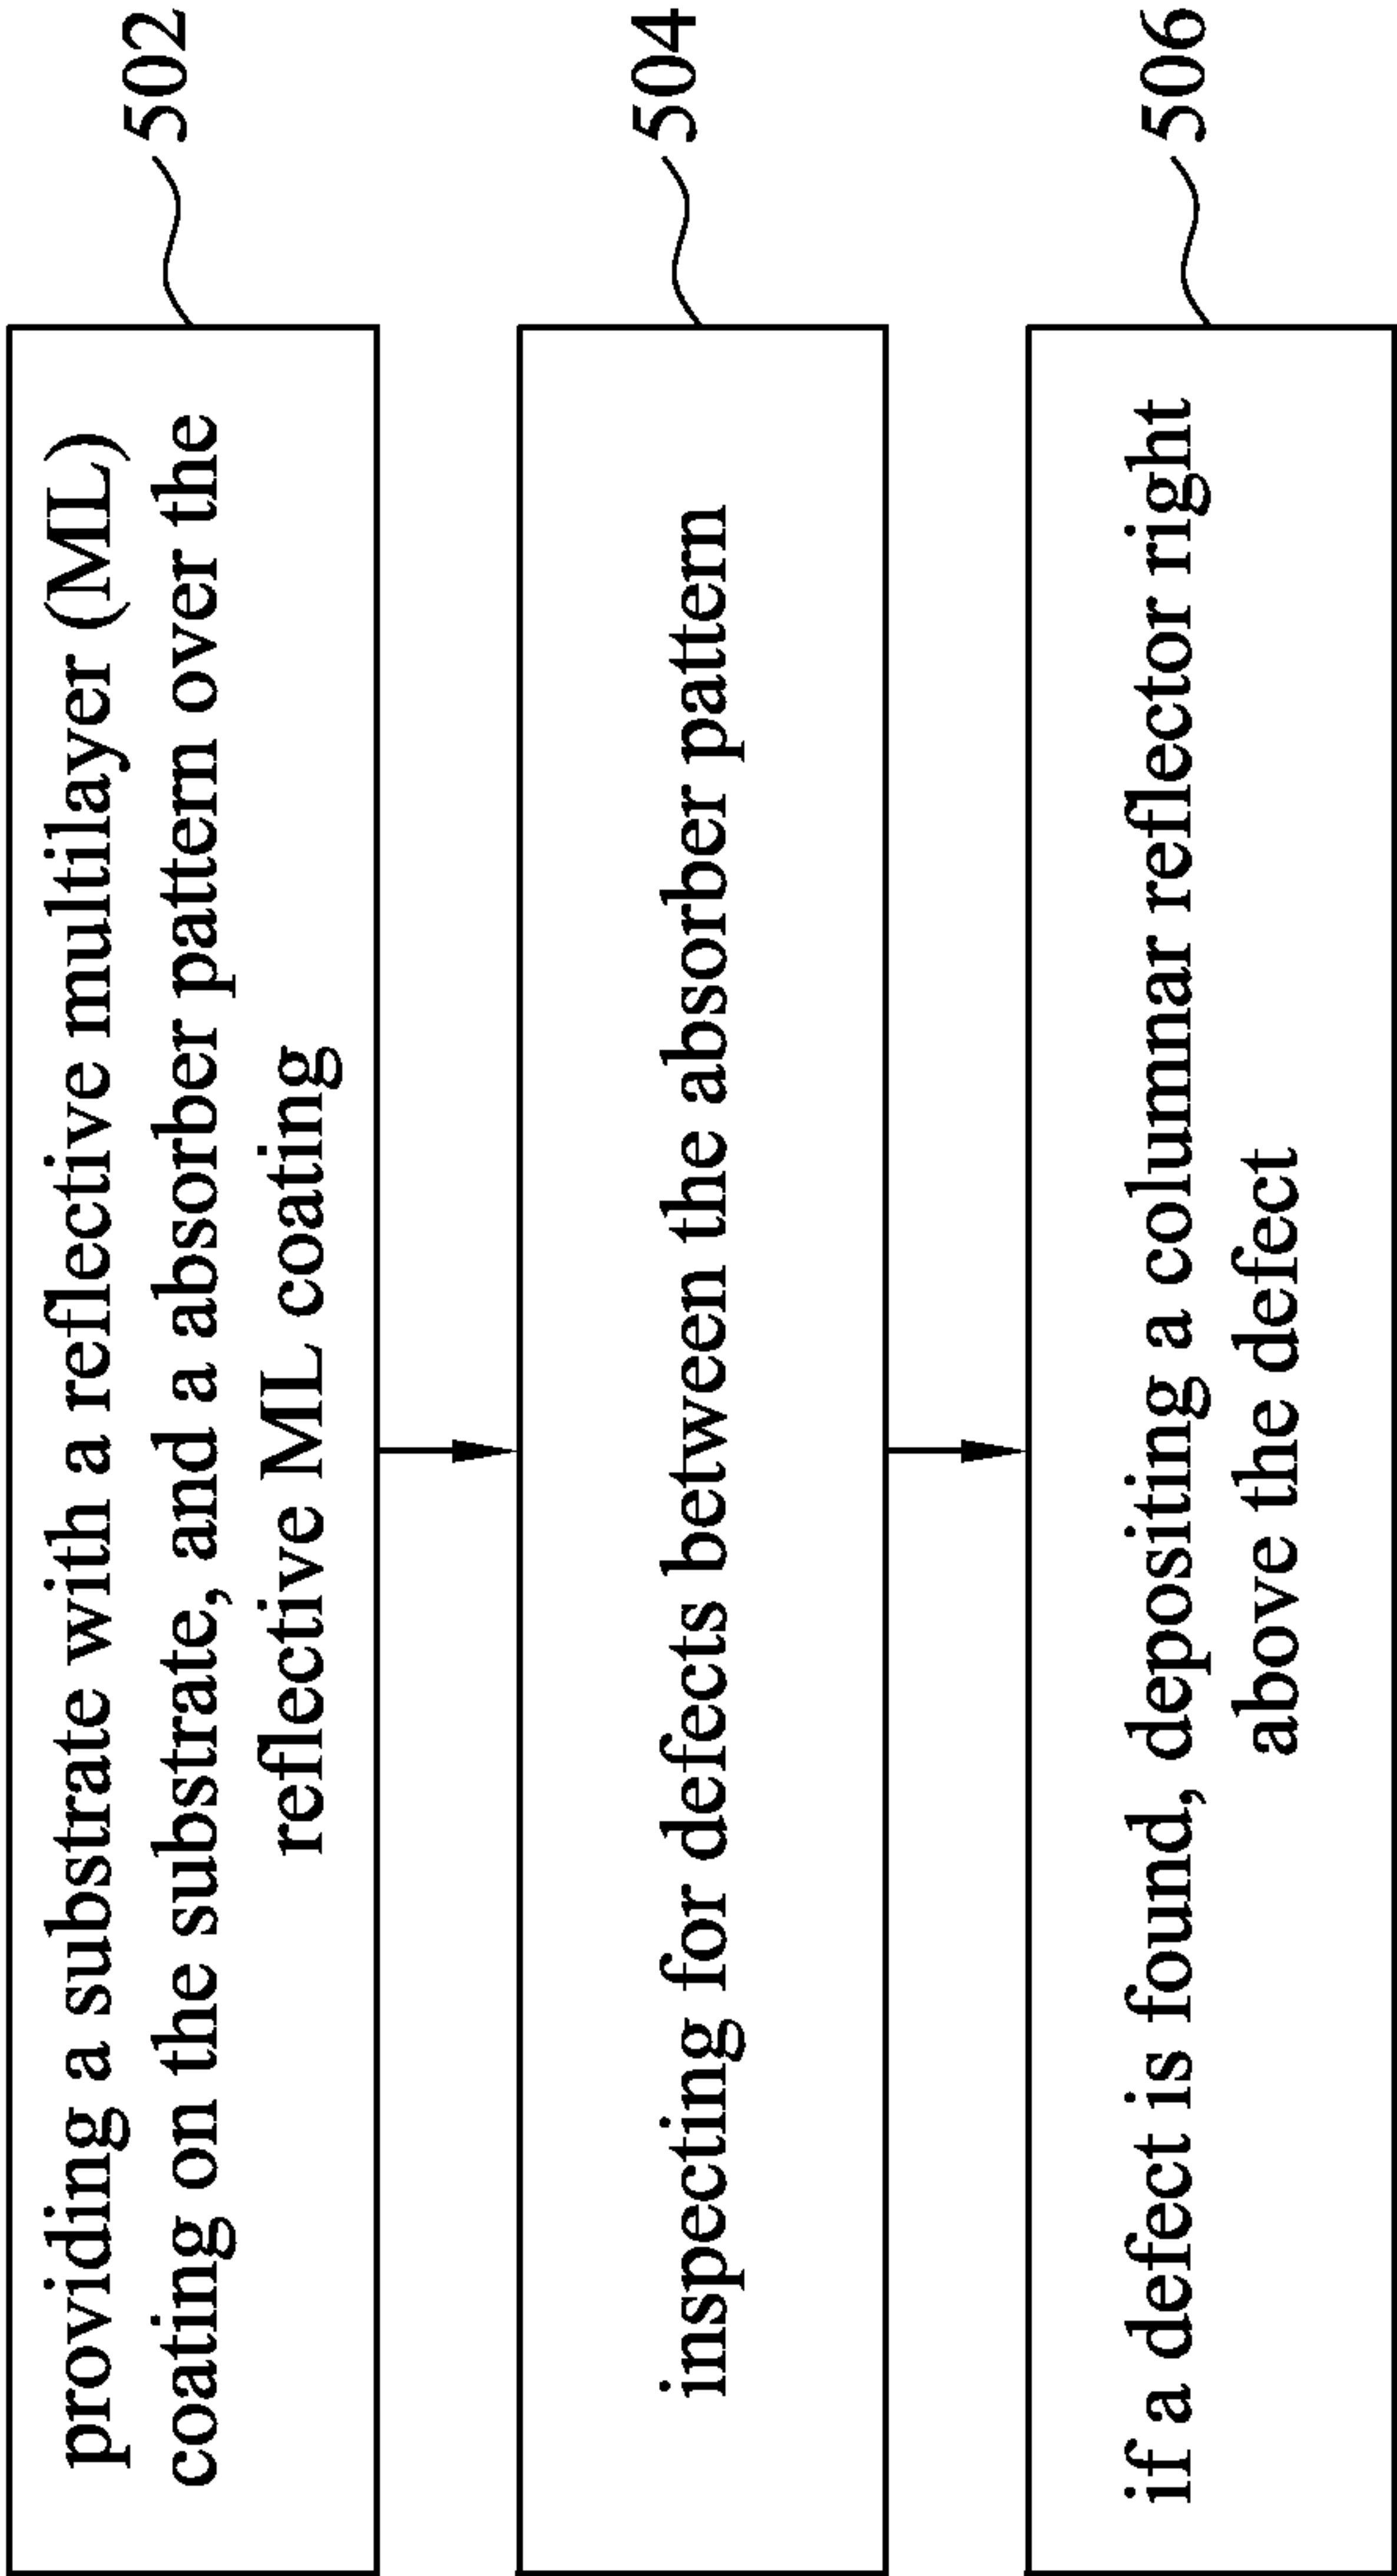 providing a substrate with a reflective multilayer (ML)
coating on the substrate, and a absorber pattern over the
reflective ML coating
502
inspecting for defects between the absorber pattern
504
if a defect is found, depositing a columnar reflector right
above the defect
506